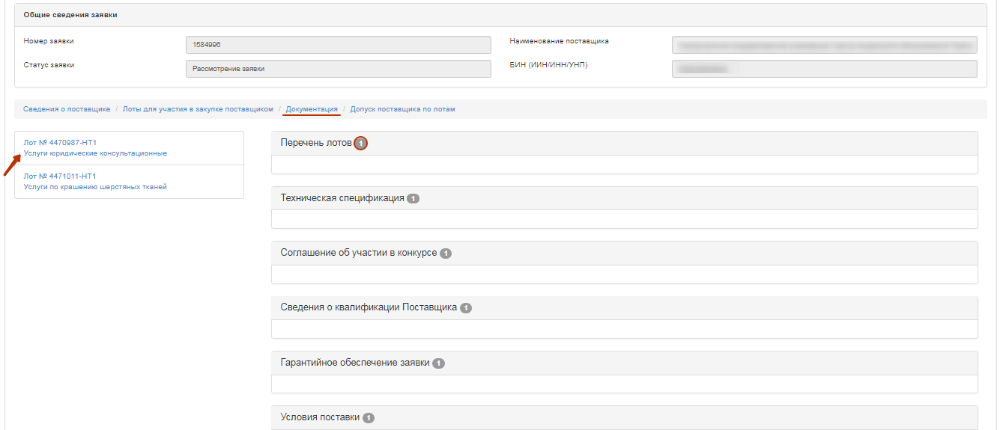 Общие сведения заявки
Номер заявки
1584996
Наименование поставщика
Статус заявки
Рассмотрение заявки
БИН (ИИН/ИНН/УНП)
Сведения о поставщике / Лоты для участия в закупке поставщиком / Документация / Допуск поставщика по лотам
Лот № 4470987-НТ1
Услуги юридические консультационные
Лот № 4471011-НТ1
Услуги по крашению шерстяных тканей
Перечень лотов 1
Техническая спецификация 1
Соглашение об участии в конкурсе 1
Сведения о квалификации Поставщика 1
Гарантийное обеспечение заявки 1
Условия поставки 1